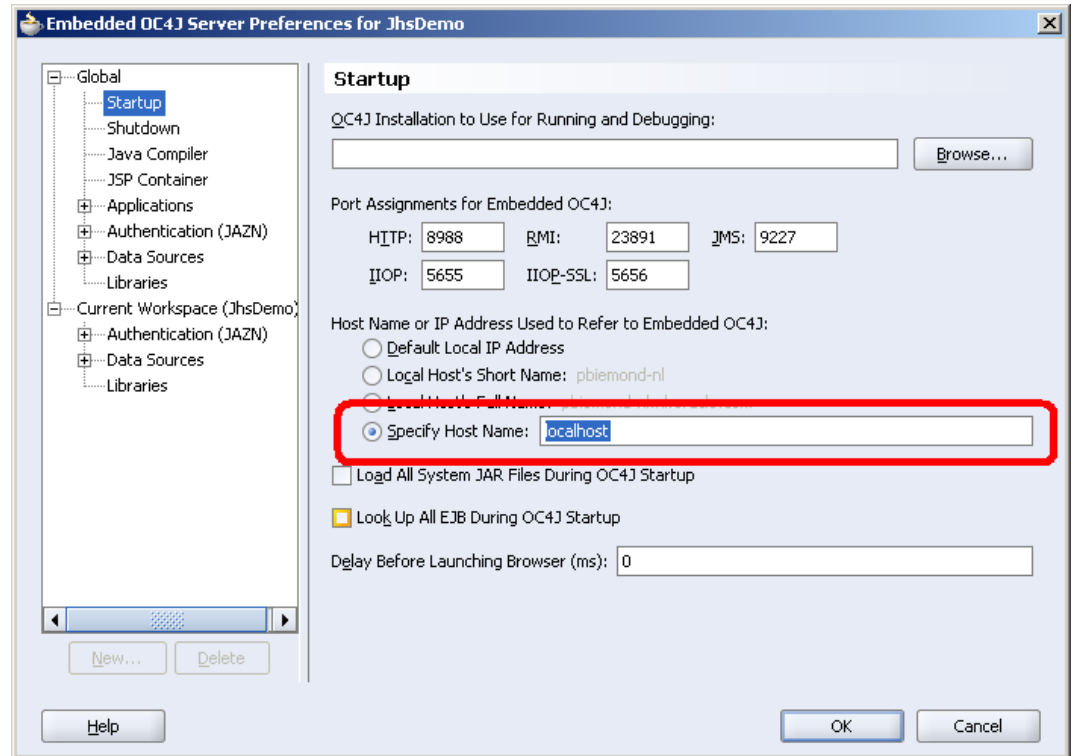 Embedded OC4J Server Preferences for JhsDemo
Global
Startup
Shutdown
Java Compiler
JSP Container
Applications
Authentication (JAZN)
Data Sources
Libraries
Current Workspace (JhsDemo)
Authentication (JAZN)
Data Sources
Libraries
New...
Delete
Startup
OC4J Installation to Use for Running and Debugging:
Browse...
Port Assignments for Embedded OC4J:
HTTP: 8988 RMI: 23891 JMS: 9227
IIOP: 5655 IIOP-SSL: 5656
Host Name or IP Address Used to Refer to Embedded OC4J:
Default Local IP Address
Local Host's Short Name: pbiemond-nl
Local Host's Full Name:
Specify Host Name: localhost
Load All System JAR Files During OC4J Startup
Look Up All EJB During OC4J Startup
Delay Before Launching Browser (ms): 0
Help
OK
Cancel